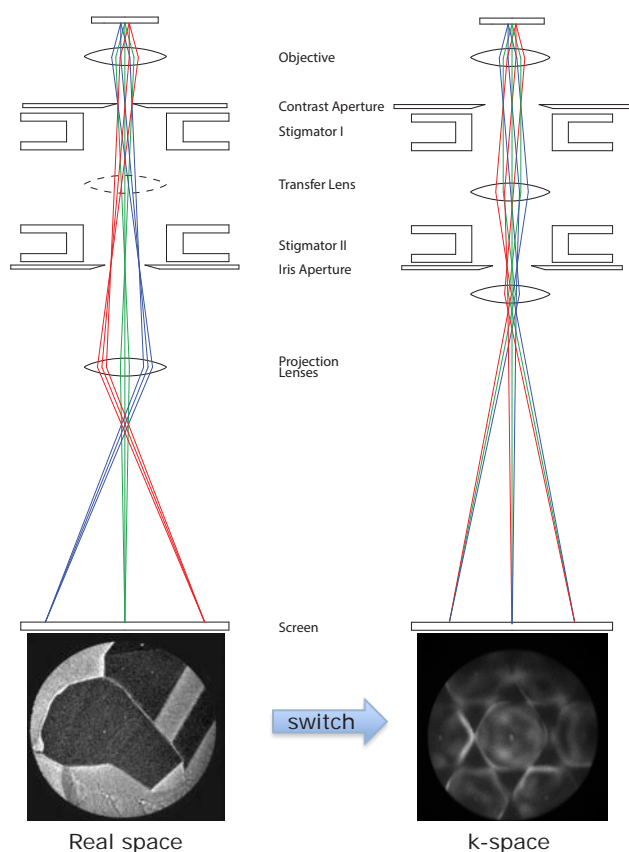 Objective
Contrast Aperture
Stigmator I
Transfer Lens
Stigmator II
Iris Aperture
Projection
Lenses
Screen
switch
Real space
k-space